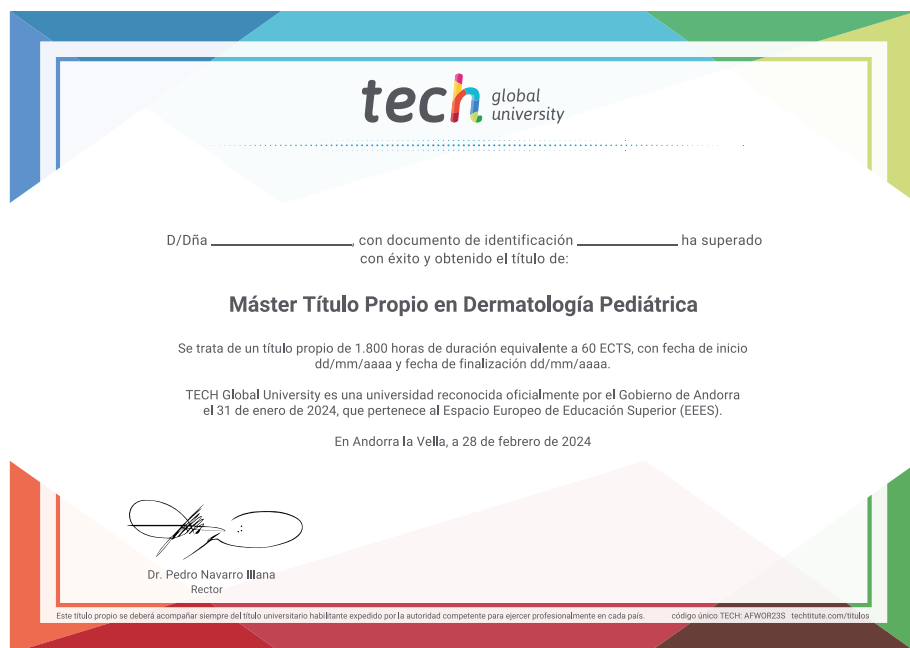 tech global university
D/Dña ____________________, con documento de identificación ______________ ha superado
con éxito y obtenido el título de:
Máster Título Propio en Dermatología Pediátrica
Se trata de un título propio de 1.800 horas de duración equivalente a 60 ECTS, con fecha de inicio
dd/mm/aaaa y fecha de finalización dd/mm/aaaa.
TECH Global University es una universidad reconocida oficialmente por el Gobierno de Andorra
el 31 de enero de 2024, que pertenece al Espacio Europeo de Educación Superior (EEES).
En Andorra la Vella, a 28 de febrero de 2024
Dr. Pedro Navarro Illana
Rector
Este título propio se deberá acompañar siempre del título universitario habilitante expedido por la autoridad competente para ejercer profesionalmente en cada país. código único TECH: AFWOR23S techtitute.com/titulos